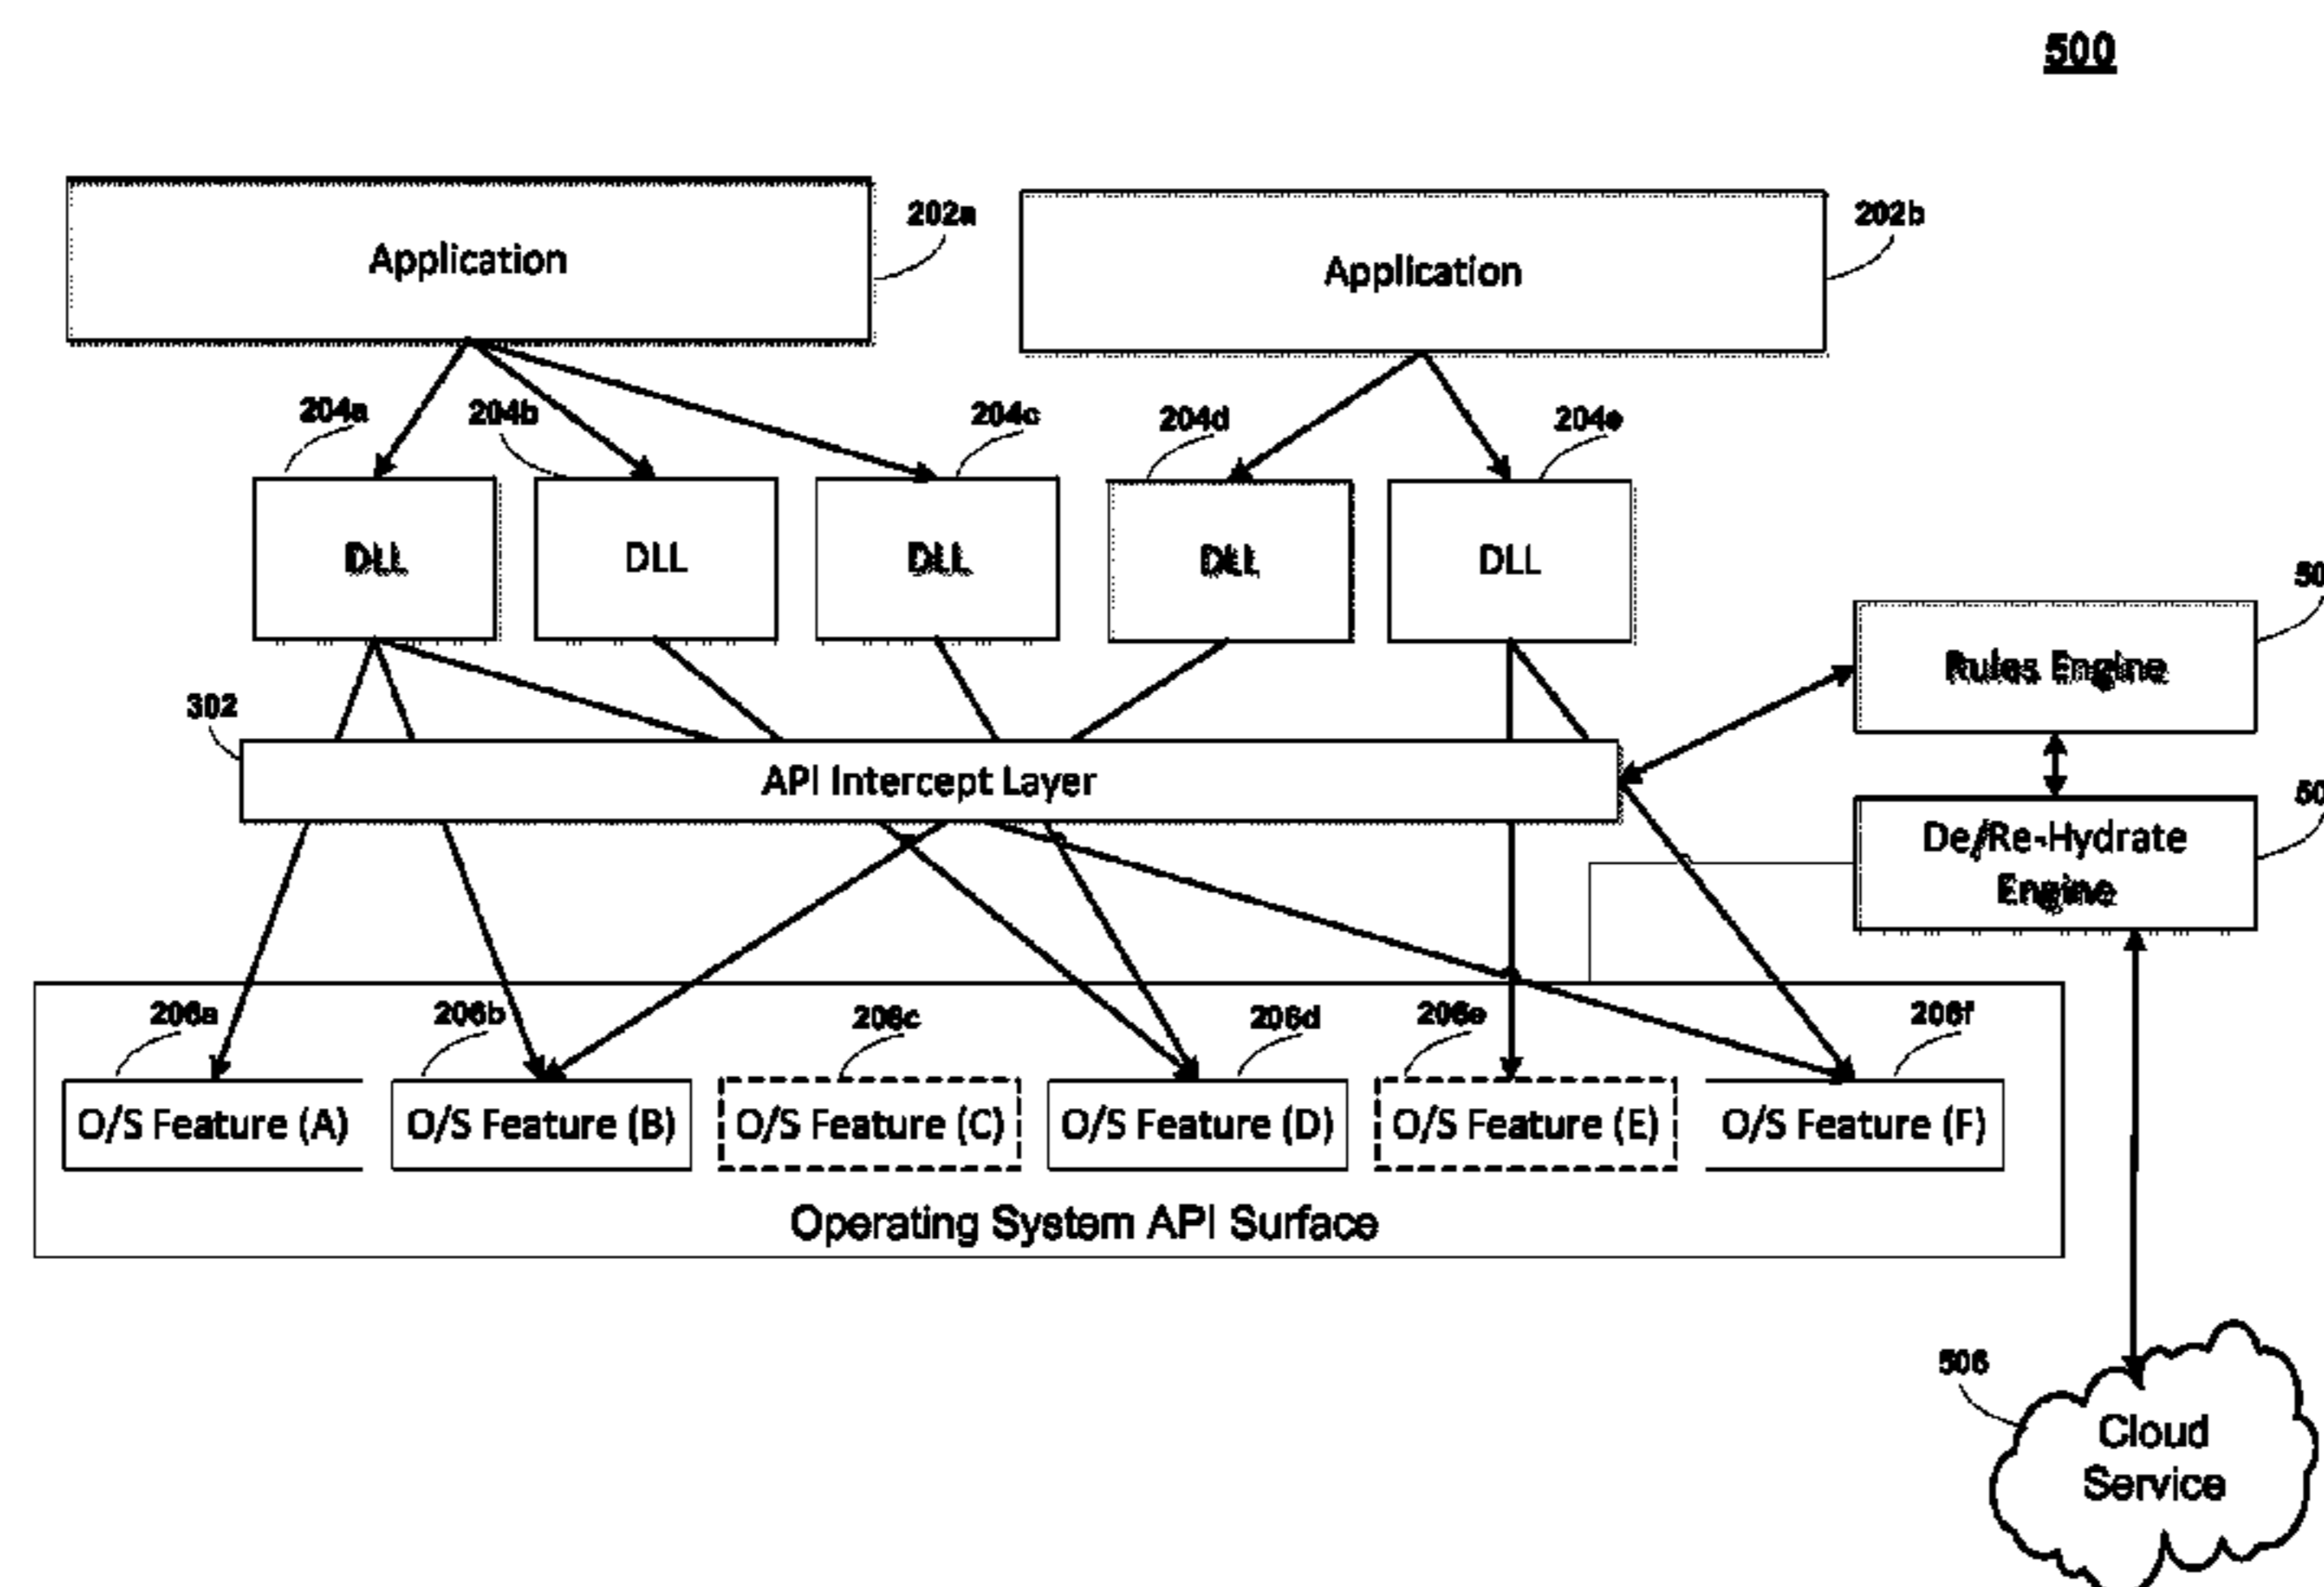 500
202a
202b
Application
Application
204a
204b
204c
204d
204e
DLL
DLL
DLL
DLL
DLL
50
Rules Engine
302
API Intercept Layer
50
De/Re-Hydrate
Engine
206a
206b
206c
206d
206e
206f
O/S Feature (A)
O/S Feature (B)
O/S Feature (C)
O/S Feature (D)
O/S Feature (E)
O/S Feature (F)
Operating System API Surface
506
Cloud
Service